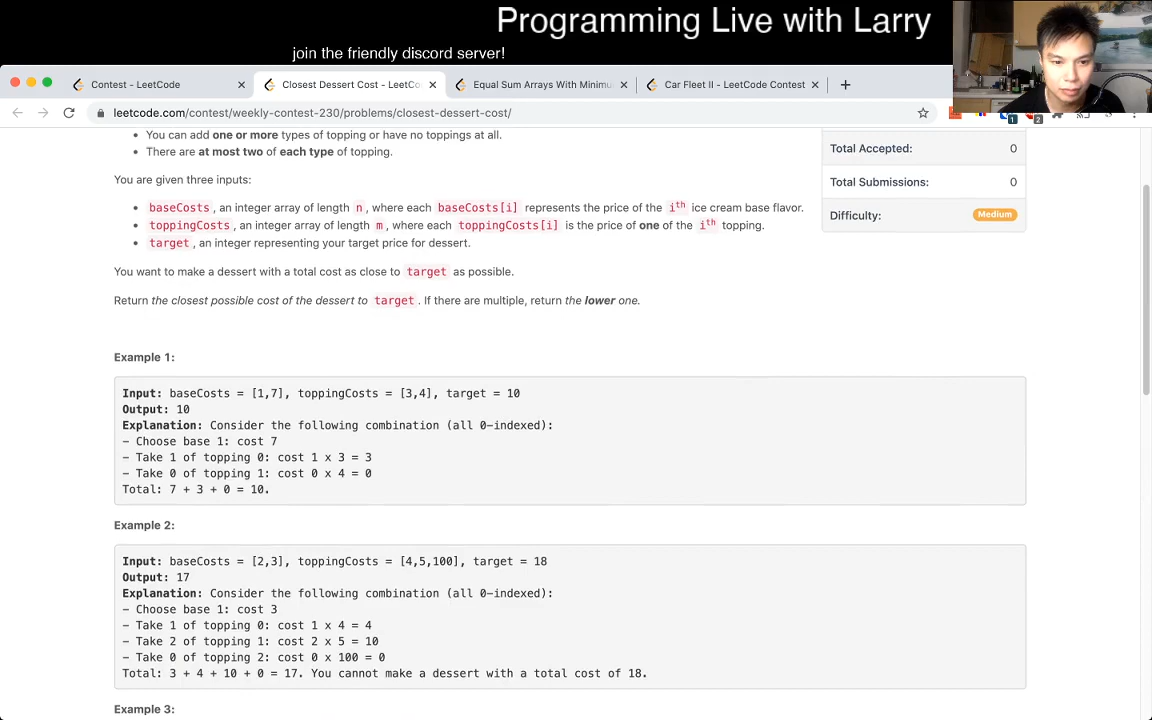 Programming Live with Larry
join the friendly discord server!
Contest - LeetCode
Closest Dessert Cost - LeetCo
Equal Sum Arrays With Minimu
Car Fleet II - LeetCode Contest
leetcode.com/contest/weekly-contest-230/problems/closest-dessert-cost/
1
2
• You can add one or more types of topping or have no toppings at all.
• There are at most two of each type of topping.
You are given three inputs:
• baseCosts, an integer array of length n, where each baseCosts[i] represents the price of the ith ice cream base flavor.
• toppingCosts, an integer array of length m, where each toppingCosts[i] is the price of one of the ith topping.
• target, an integer representing your target price for dessert.
You want to make a dessert with a total cost as close to target as possible.
Return the closest possible cost of the dessert to target. If there are multiple, return the lower one.
Total Accepted: 0
Total Submissions: 0
Difficulty: Medium
Example 1:
Input: baseCosts = [1,7], toppingCosts = [3,4], target = 10
Output: 10
Explanation: Consider the following combination (all 0-indexed):
- Choose base 1: cost 7
- Take 1 of topping 0: cost 1 x 3 = 3
- Take 0 of topping 1: cost 0 x 4 = 0
Total: 7 + 3 + 0 = 10.
Example 2:
Input: baseCosts = [2,3], toppingCosts = [4,5,100], target = 18
Output: 17
Explanation: Consider the following combination (all 0-indexed):
- Choose base 1: cost 3
- Take 1 of topping 0: cost 1 x 4 = 4
- Take 2 of topping 1: cost 2 x 5 = 10
- Take 0 of topping 2: cost 0 x 100 = 0
Total: 3 + 4 + 10 + 0 = 17. You cannot make a dessert with a total cost of 18.
Example 3: